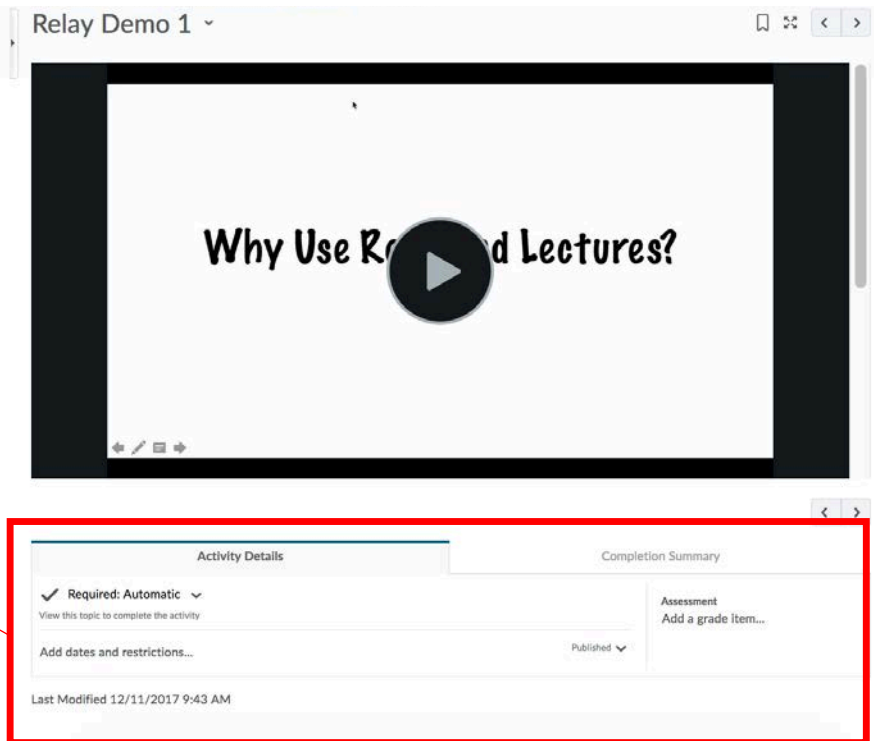 Relay Demo 1
Why Use Lectures?
Activity Details
Completion Summary
Required: Automatic
View this topic to complete the activity
Add dates and restrictions...
Published
Assessment
Add a grade item...
Last Modified 12/11/2017 9:43 AM